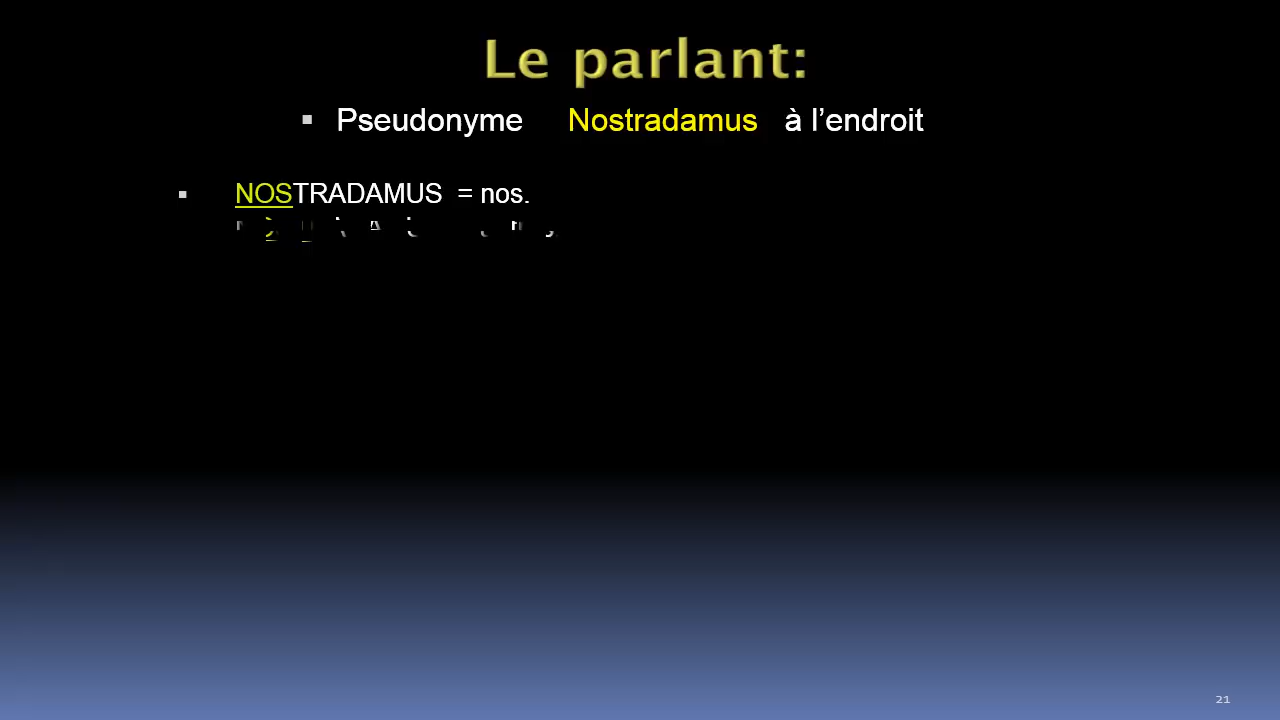 Le parlant:
▪ Pseudonyme Nostradamus à l’endroit
▪ NOSTRADAMUS = nos.
21